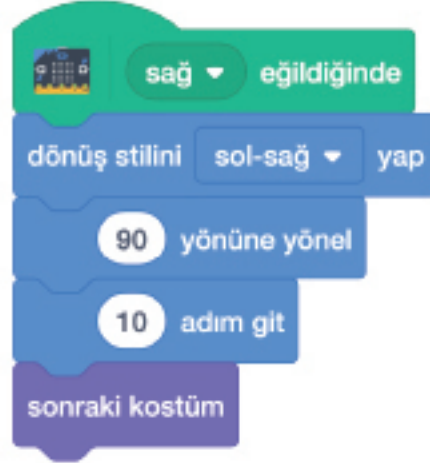 sağ eğildiğinde
dönüş stilini sol-sağ yap
90 yönüne yönel
10 adım git
sonraki kostüm